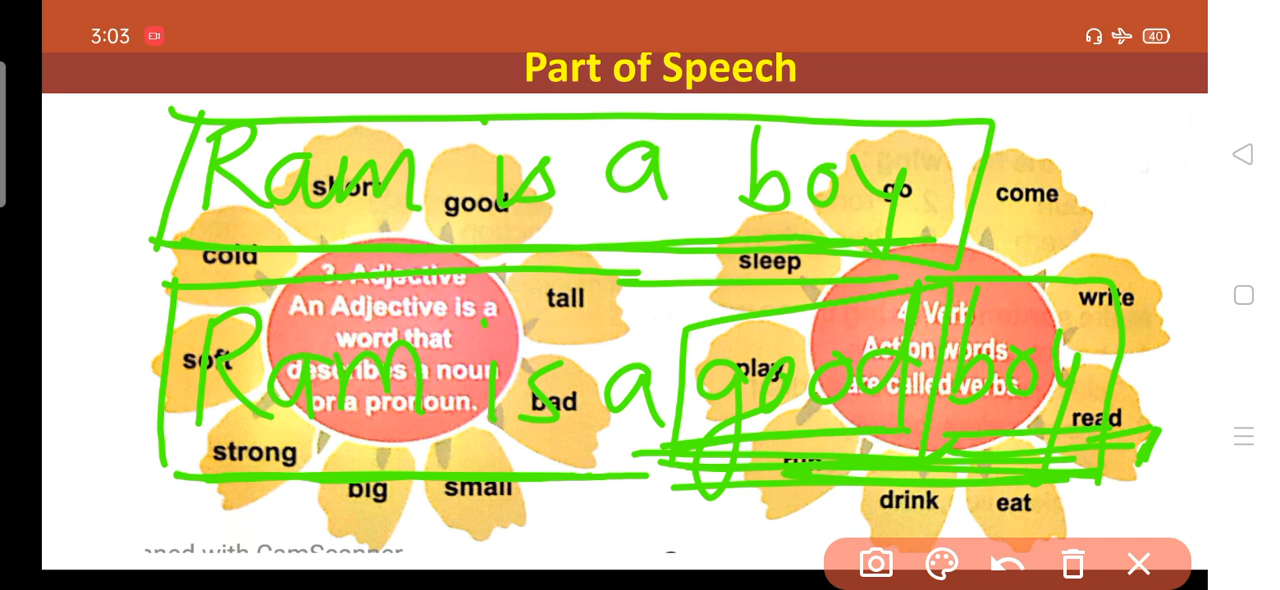 3:03
40
Part of Speech
Ram is a boy
short
good
cold
tall
soft
bad
strong
big
small
3. Adjective
An Adjective is a
word that
describes a noun
or a pronoun.
go
come
sleep
write
play
read
run
drink
eat
4. Verb
Action words
are called verbs.
Ram is a good boy